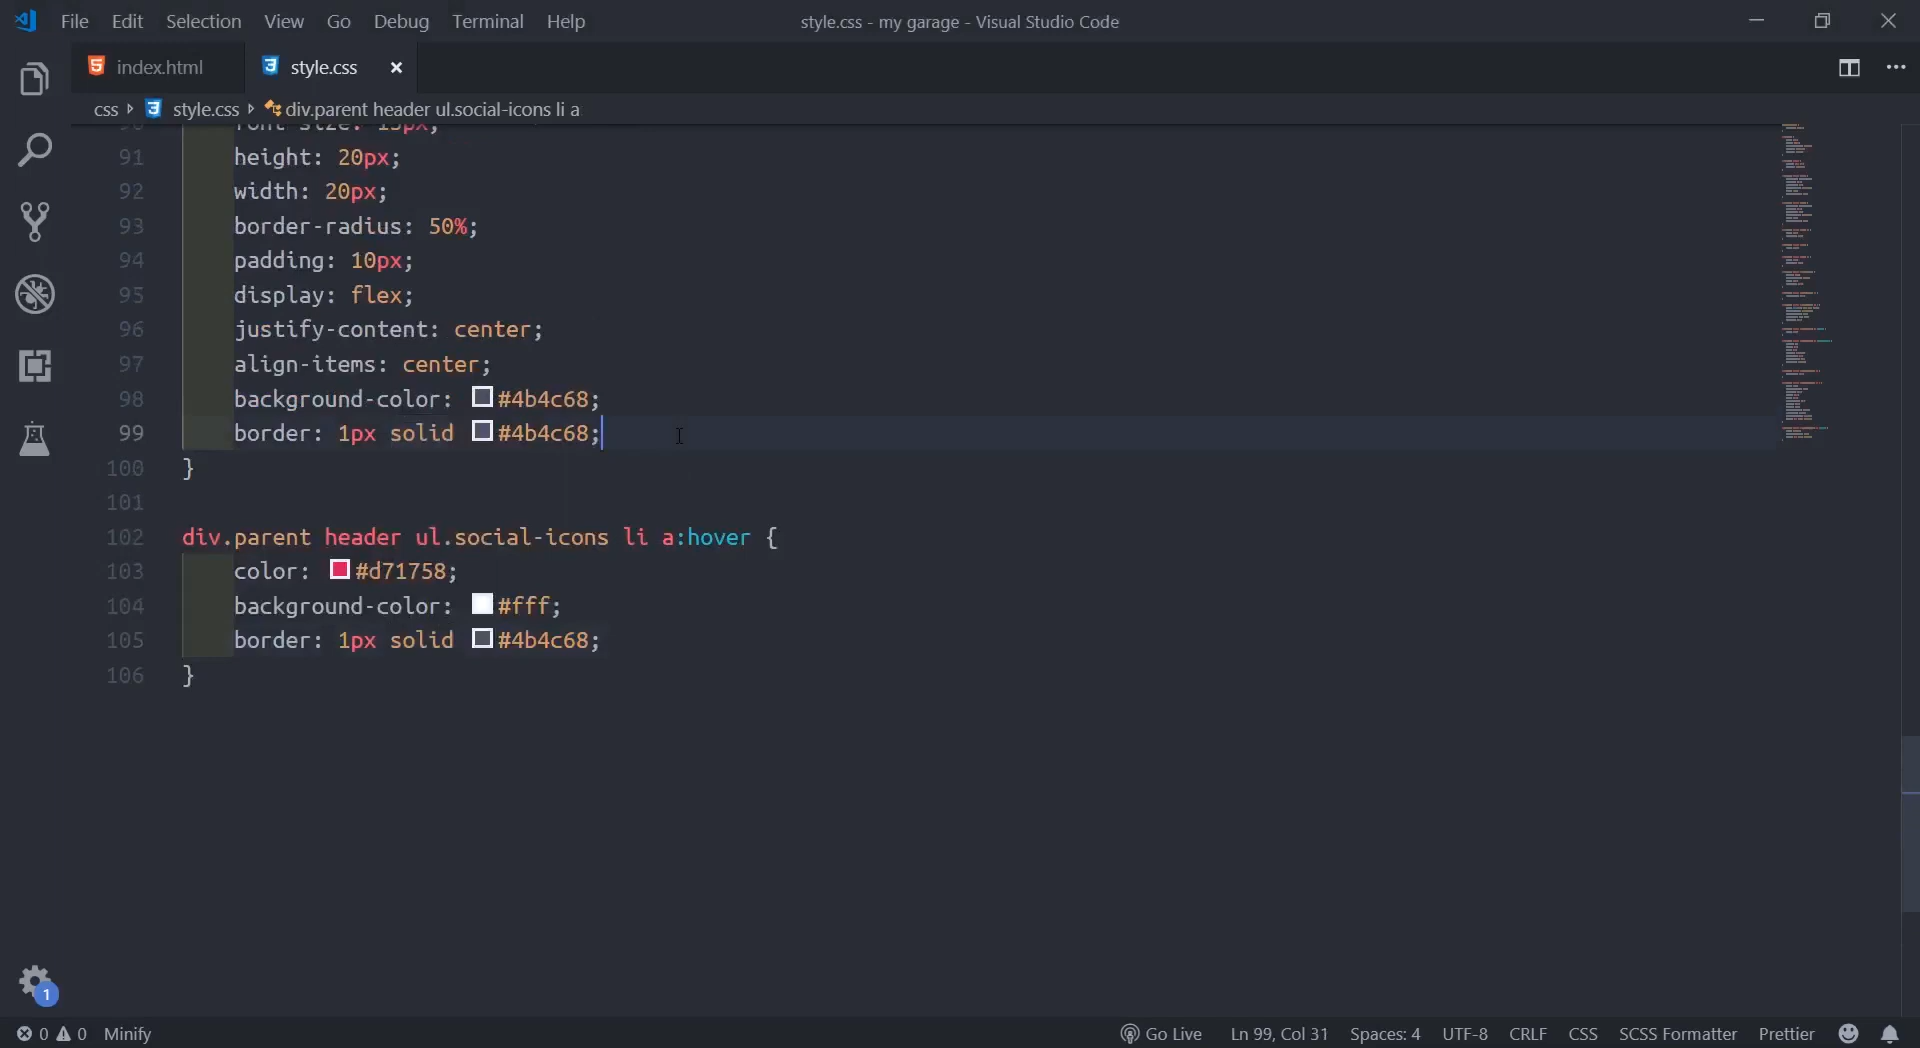 File Edit Selection View Go Debug Terminal Help
style.css - my garage - Visual Studio Code
index.html
style.css
css style.css div.parent header ul.social-icons li a
90 font-size: 15px;
91 height: 20px;
92 width: 20px;
93 border-radius: 50%;
94 padding: 10px;
95 display: flex;
96 justify-content: center;
97 align-items: center;
98 background-color: #4b4c68;
99 border: 1px solid #4b4c68;
100 }
101
102 div.parent header ul.social-icons li a:hover {
103 color: #d71758;
104 background-color: #fff;
105 border: 1px solid #4b4c68;
106 }
1
0 0 Minify
Go Live Ln 99, Col 31 Spaces: 4 UTF-8 CRLF CSS SCSS Formatter Prettier